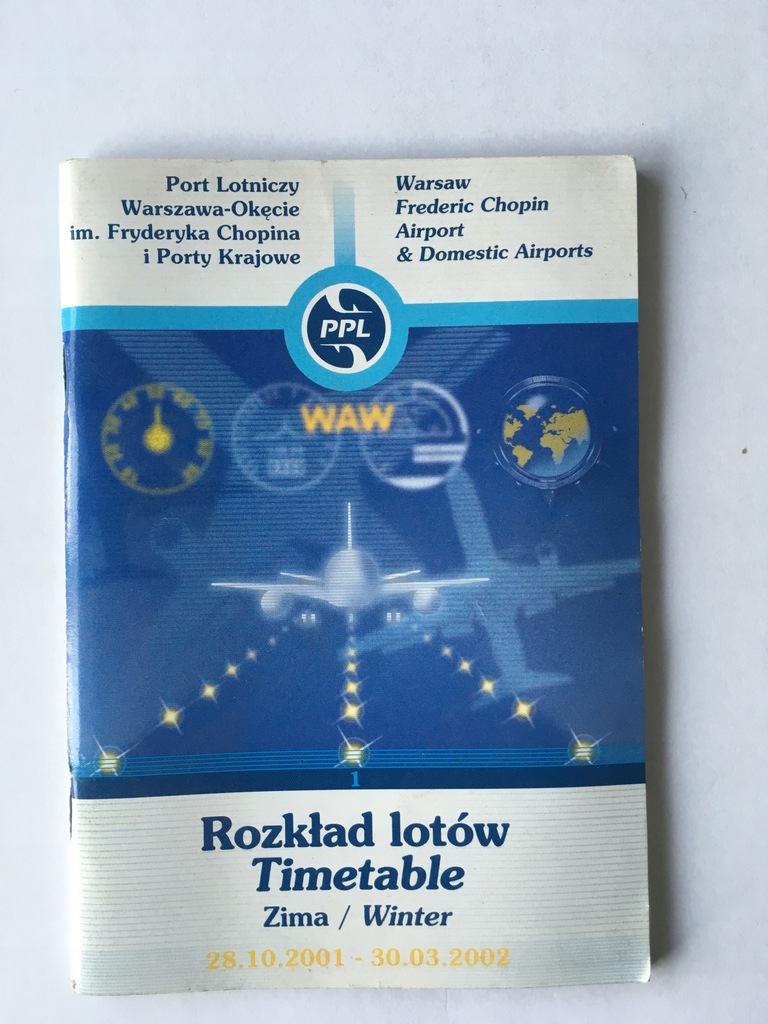 Port Lotniczy
Warszawa-Okęcie
im. Fryderyka Chopina
i Porty Krajowe
Warsaw
Frederic Chopin
Airport
& Domestic Airports
PPL
WAW
1
Rozkład lotów
Timetable
Zima / Winter
28.10.2001 - 30.03.2002